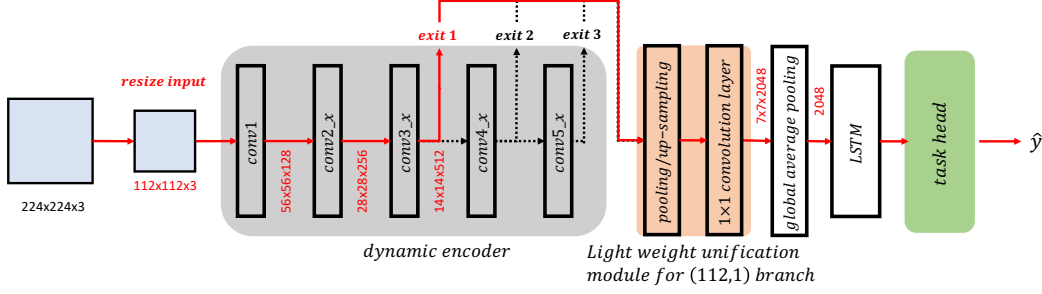 exit 1
exit 2
exit 3
resize input
224x224x3
112x112x3
conv1
56x56x128
conv2_x
28x28x256
conv3_x
14x14x512
conv4_x
conv5_x
dynamic encoder
pooling/up-sampling
1×1 convolution layer
Light weight unification
module for (112,1) branch
7x7x2048
global average pooling
2048
LSTM
task head
ŷ